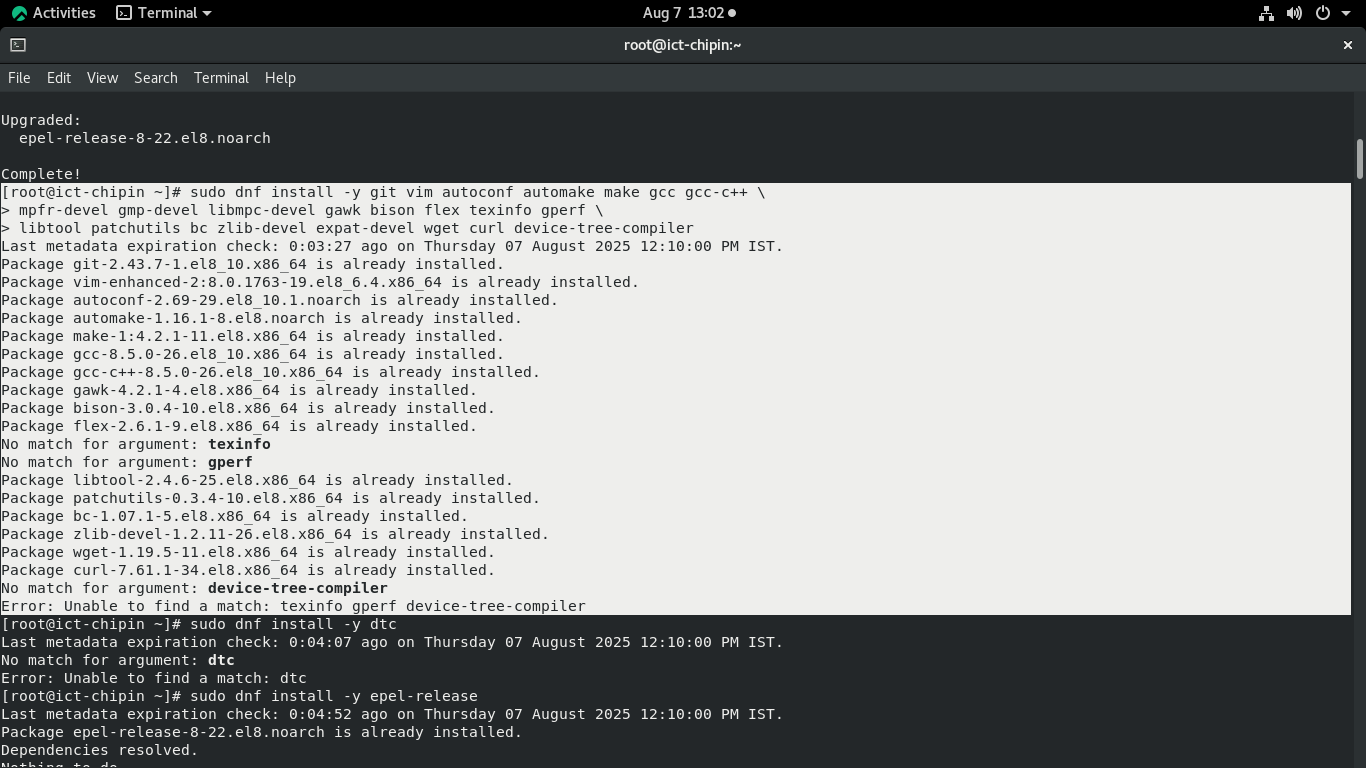 Activities Terminal Aug 7 13:02
root@ict-chipin:~
File Edit View Search Terminal Help
Upgraded:
epel-release-8-22.el8.noarch
Complete!
[root@ict-chipin ~]# sudo dnf install -y git vim autoconf automake make gcc gcc-c++ \
> mpfr-devel gmp-devel libmpc-devel gawk bison flex texinfo gperf \
> libtool patchutils bc zlib-devel expat-devel wget curl device-tree-compiler
Last metadata expiration check: 0:03:27 ago on Thursday 07 August 2025 12:10:00 PM IST.
Package git-2.43.7-1.el8_10.x86_64 is already installed.
Package vim-enhanced-2:8.0.1763-19.el8_6.4.x86_64 is already installed.
Package autoconf-2.69-29.el8_10.1.noarch is already installed.
Package automake-1.16.1-8.el8.noarch is already installed.
Package make-1:4.2.1-11.el8.x86_64 is already installed.
Package gcc-8.5.0-26.el8_10.x86_64 is already installed.
Package gcc-c++-8.5.0-26.el8_10.x86_64 is already installed.
Package gawk-4.2.1-4.el8.x86_64 is already installed.
Package bison-3.0.4-10.el8.x86_64 is already installed.
Package flex-2.6.1-9.el8.x86_64 is already installed.
No match for argument: texinfo
No match for argument: gperf
Package libtool-2.4.6-25.el8.x86_64 is already installed.
Package patchutils-0.3.4-10.el8.x86_64 is already installed.
Package bc-1.07.1-5.el8.x86_64 is already installed.
Package zlib-devel-1.2.11-26.el8.x86_64 is already installed.
Package wget-1.19.5-11.el8.x86_64 is already installed.
Package curl-7.61.1-34.el8.x86_64 is already installed.
No match for argument: device-tree-compiler
Error: Unable to find a match: texinfo gperf device-tree-compiler
[root@ict-chipin ~]# sudo dnf install -y dtc
Last metadata expiration check: 0:04:07 ago on Thursday 07 August 2025 12:10:00 PM IST.
No match for argument: dtc
Error: Unable to find a match: dtc
[root@ict-chipin ~]# sudo dnf install -y epel-release
Last metadata expiration check: 0:04:52 ago on Thursday 07 August 2025 12:10:00 PM IST.
Package epel-release-8-22.el8.noarch is already installed.
Dependencies resolved.
Nothing to do